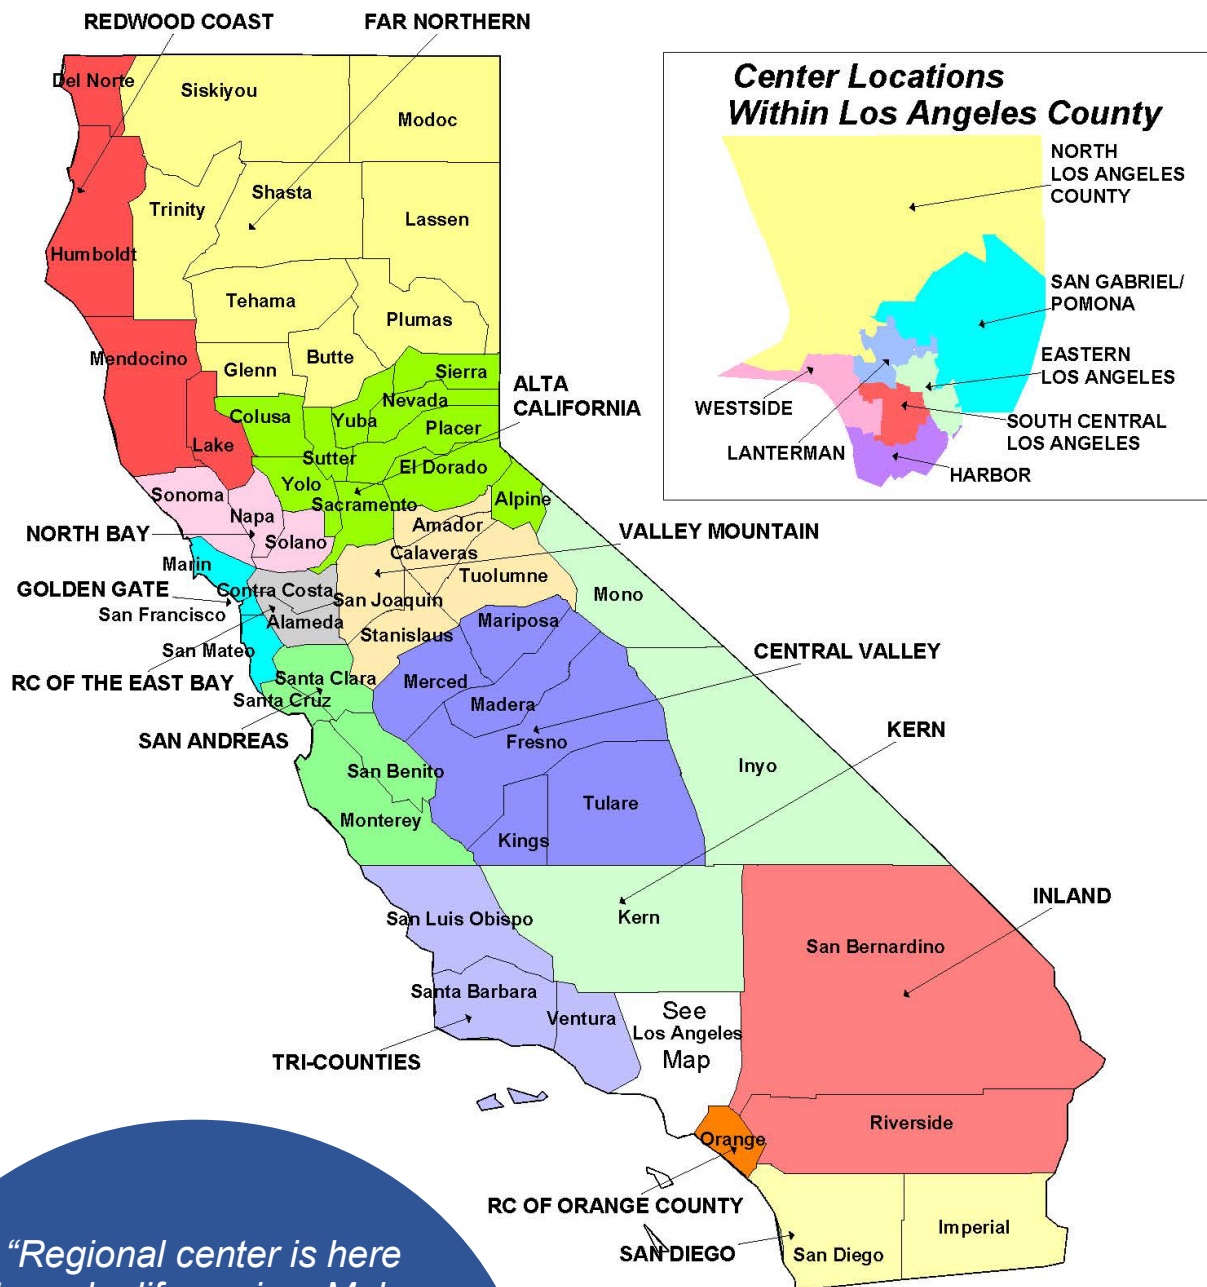 REDWOOD COAST
FAR NORTHERN
Del Norte
Siskiyou
Modoc
Shasta
Trinity
Lassen
Humboldt
Tehama
Plumas
Mendocino
Butte
Glenn
Sierra
Nevada
Colusa
Yuba
Placer
ALTA
CALIFORNIA
Lake
Sutter
El Dorado
Yolo
Sonoma
Sacramento
Alpine
Napa
Amador
NORTH BAY
Solano
VALLEY MOUNTAIN
Calaveras
Marin
Tuolumne
GOLDEN GATE
Contra Costa
San Joaquin
Mono
San Francisco
Alameda
Mariposa
Stanislaus
San Mateo
CENTRAL VALLEY
RC OF THE EAST BAY
Santa Clara
Merced
Santa Cruz
Madera
SAN ANDREAS
Fresno
KERN
San Benito
Inyo
Monterey
Tulare
Kings
INLAND
San Luis Obispo
Kern
San Bernardino
Santa Barbara
Ventura
See
Los Angeles
Map
TRI-COUNTIES
Riverside
Orange
RC OF ORANGE COUNTY
Imperial
SAN DIEGO
San Diego
Center Locations
Within Los Angeles County
NORTH
LOS ANGELES
COUNTY
SAN GABRIEL/
POMONA
EASTERN
LOS ANGELES
WESTSIDE
SOUTH CENTRAL
LOS ANGELES
LANTERMAN
HARBOR
“Regional center is here